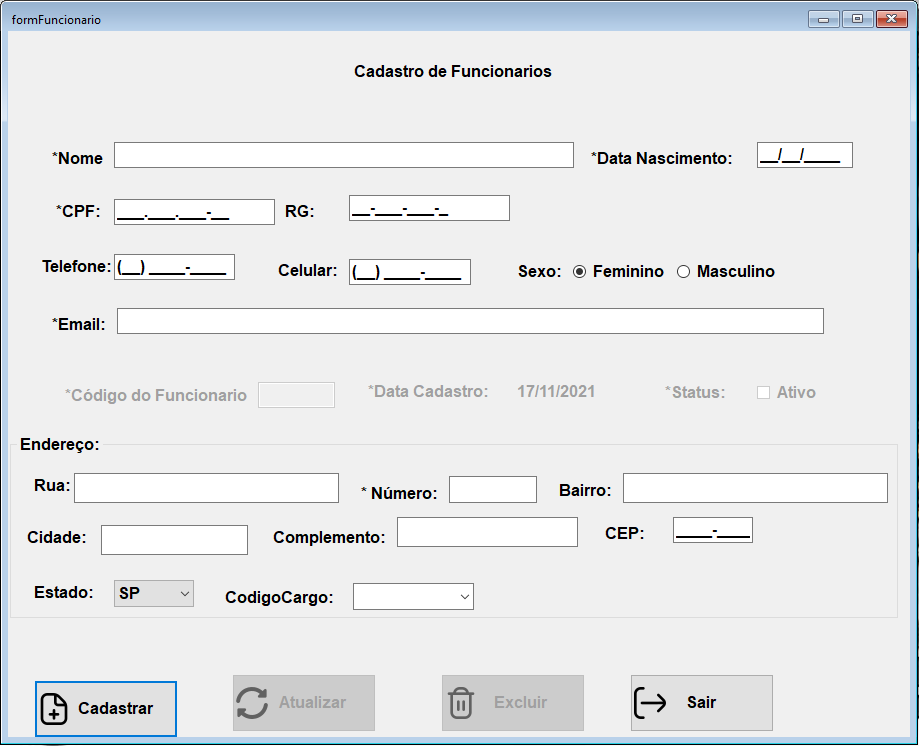 formFuncionario
Cadastro de Funcionarios
*Nome *Data Nascimento: __/__/____
*CPF: ___.___.___-__ RG: __-___-___-_
Telefone: (__) ____-____ Celular: (__) ____-____ Sexo: Feminino Masculino
*Email:
*Código do Funcionario *Data Cadastro: 17/11/2021 *Status: Ativo
Endereço:
Rua: * Número: Bairro:
Cidade: Complemento: CEP: ____-____
Estado: SP CodigoCargo:
Cadastrar Atualizar Excluir Sair